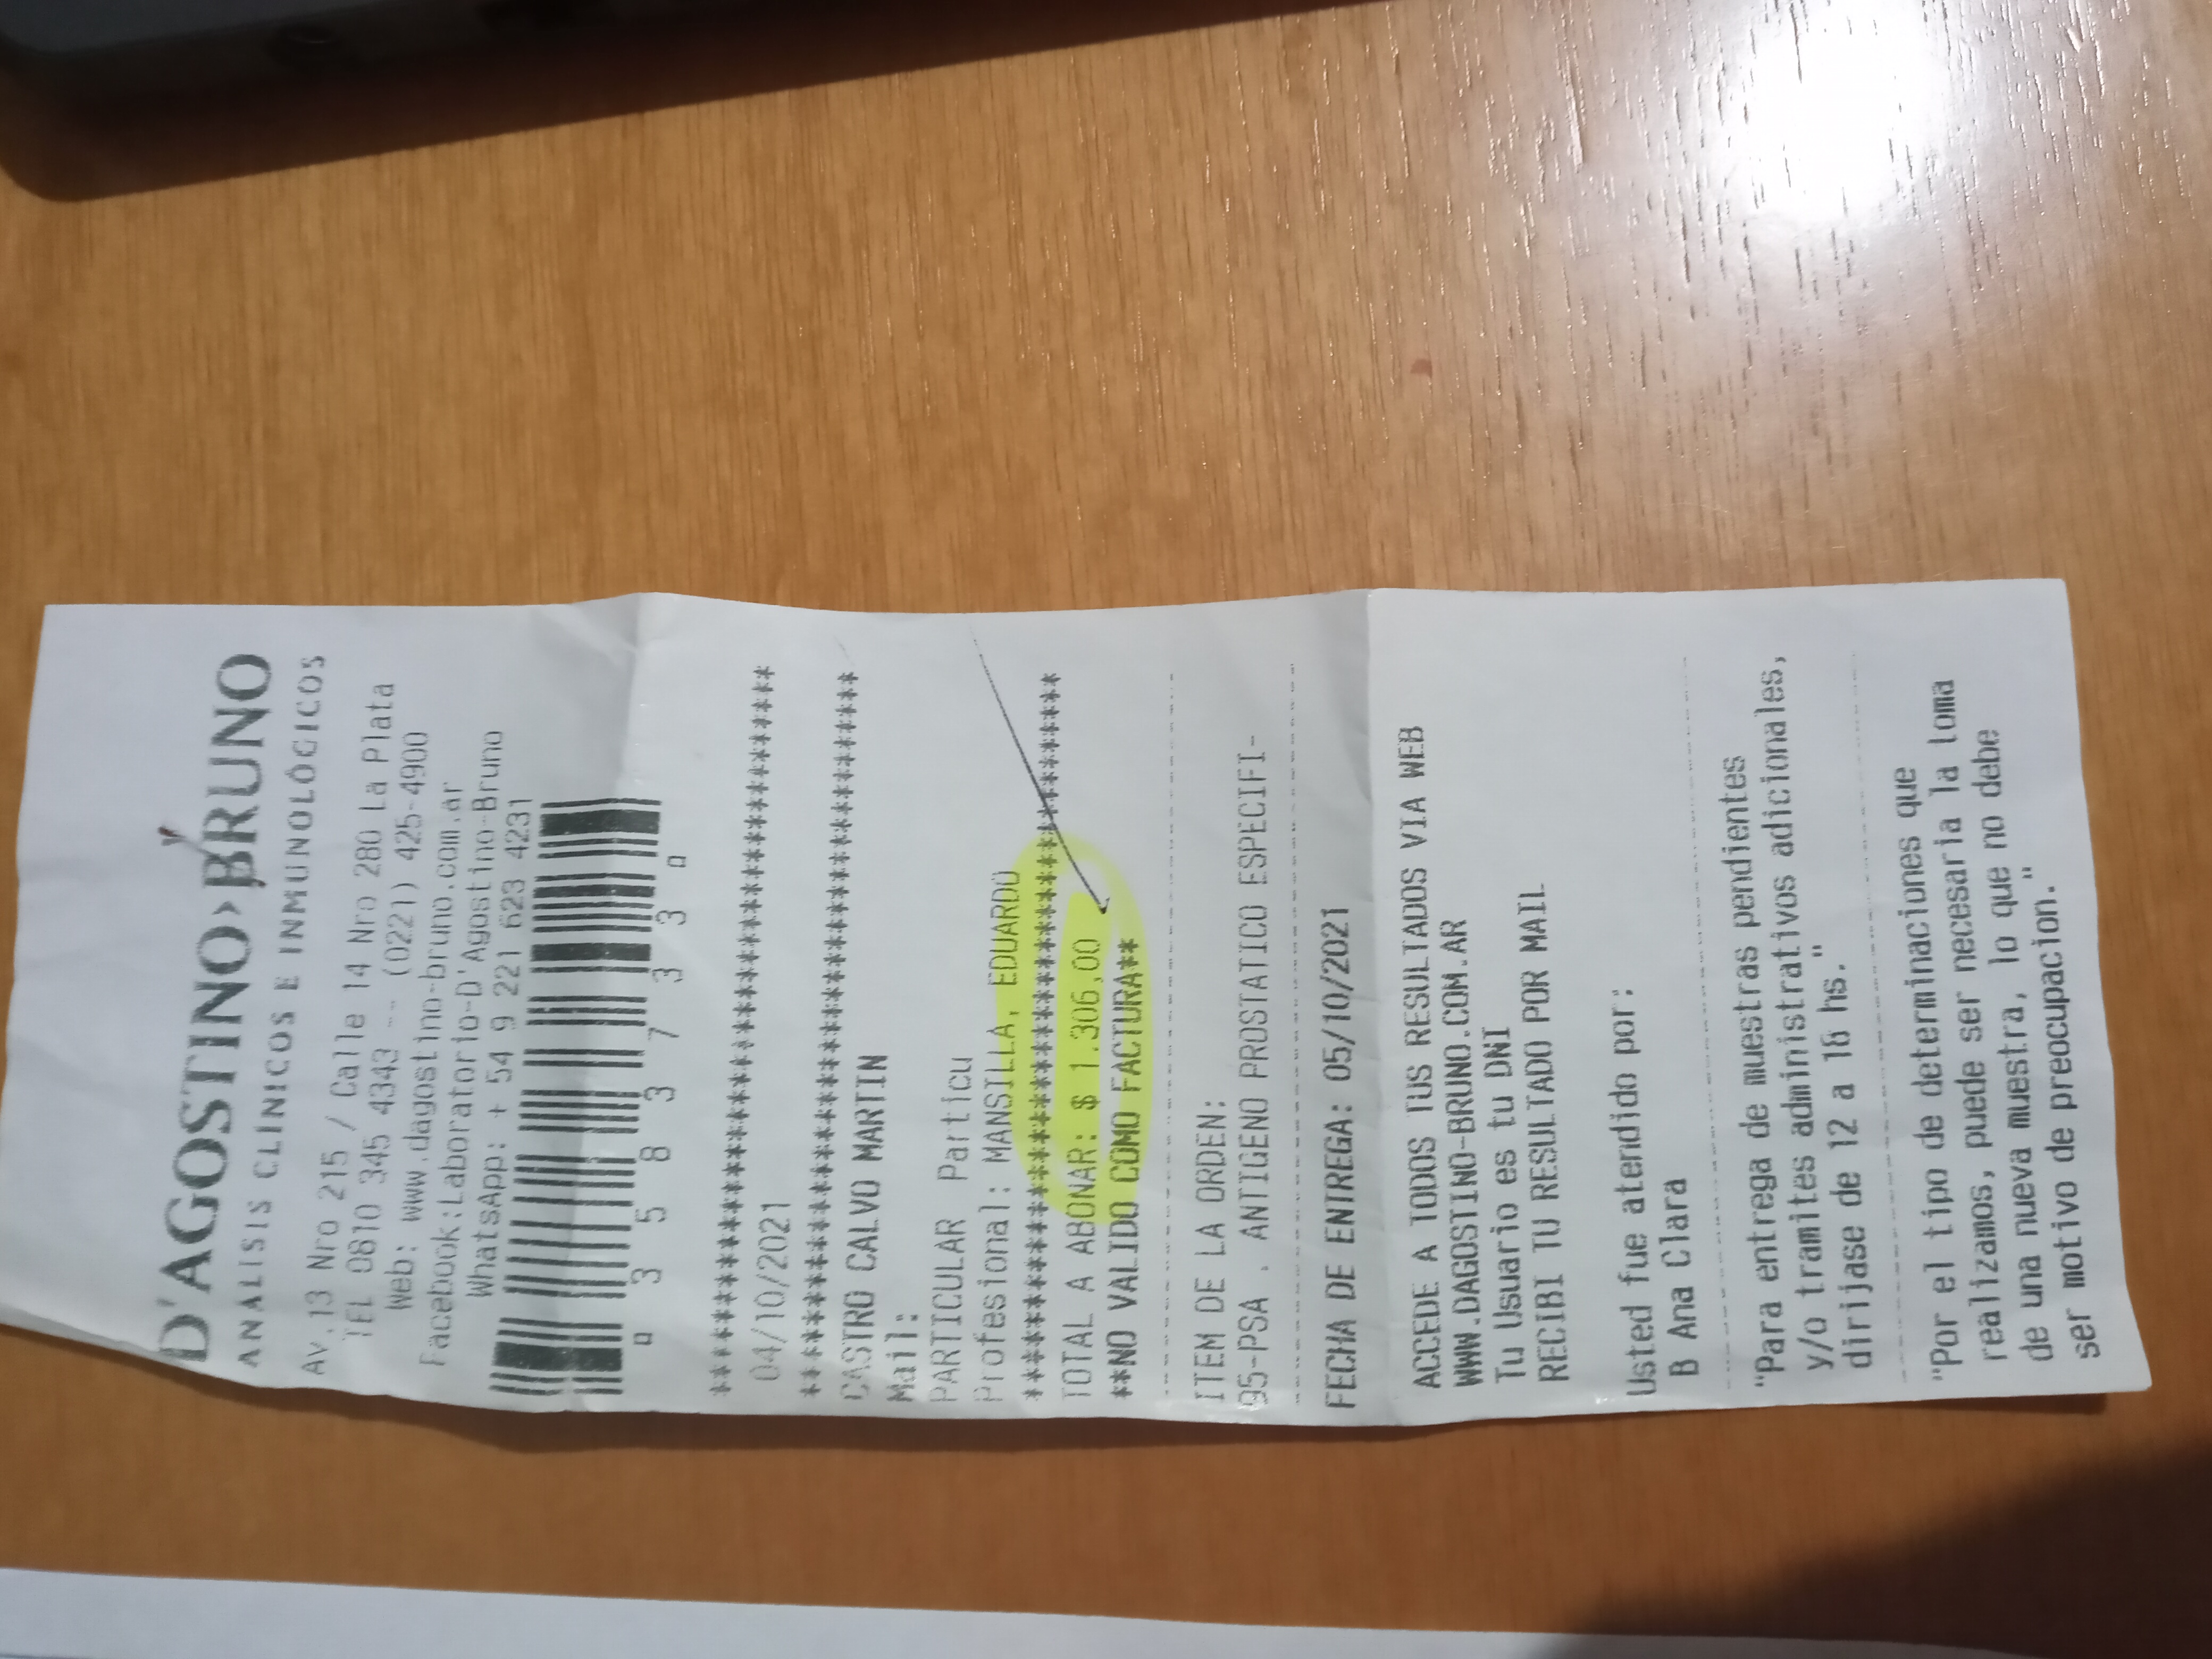 D'AGOSTINO›BRUNO
ANÁLISIS CLÍNICOS E INMUNOLÓGICOS
Av.13 Nro 215 / Calle 14 Nro 280 La Plata
TEL 0810 345 4343 -- (0221) 425-4900
Web: www.dagostino-bruno.com.ar
Facebook:Laboratorio-D'Agostino-Bruno
WhatsApp: + 54 9 221 623 4231
¤ 3 5 8 3 7 3 3 ¤
****************************************
04/10/2021
****************************************
CASTRO CALVO MARTIN
Mail:
PARTICULAR Particu
Profesional: MANSILLA, EDUARDO
****************************************
TOTAL A ABONAR: $ 1.306,00
**NO VALIDO COMO FACTURA**
ITEM DE LA ORDEN:
95-PSA . ANTIGENO PROSTATICO ESPECIFI-
FECHA DE ENTREGA: 05/10/2021
ACCEDE A TODOS TUS RESULTADOS VIA WEB
WWW.DAGOSTINO-BRUNO.COM.AR
Tu Usuario es tu DNI
RECIBI TU RESULTADO POR MAIL
Usted fue atendido por:
B Ana Clara
"Para entrega de muestras pendientes
y/o tramites administrativos adicionales,
dirijase de 12 a 18 hs."
"Por el tipo de determinaciones que
realizamos, puede ser necesaria la toma
de una nueva muestra, lo que no debe
ser motivo de preocupacion."